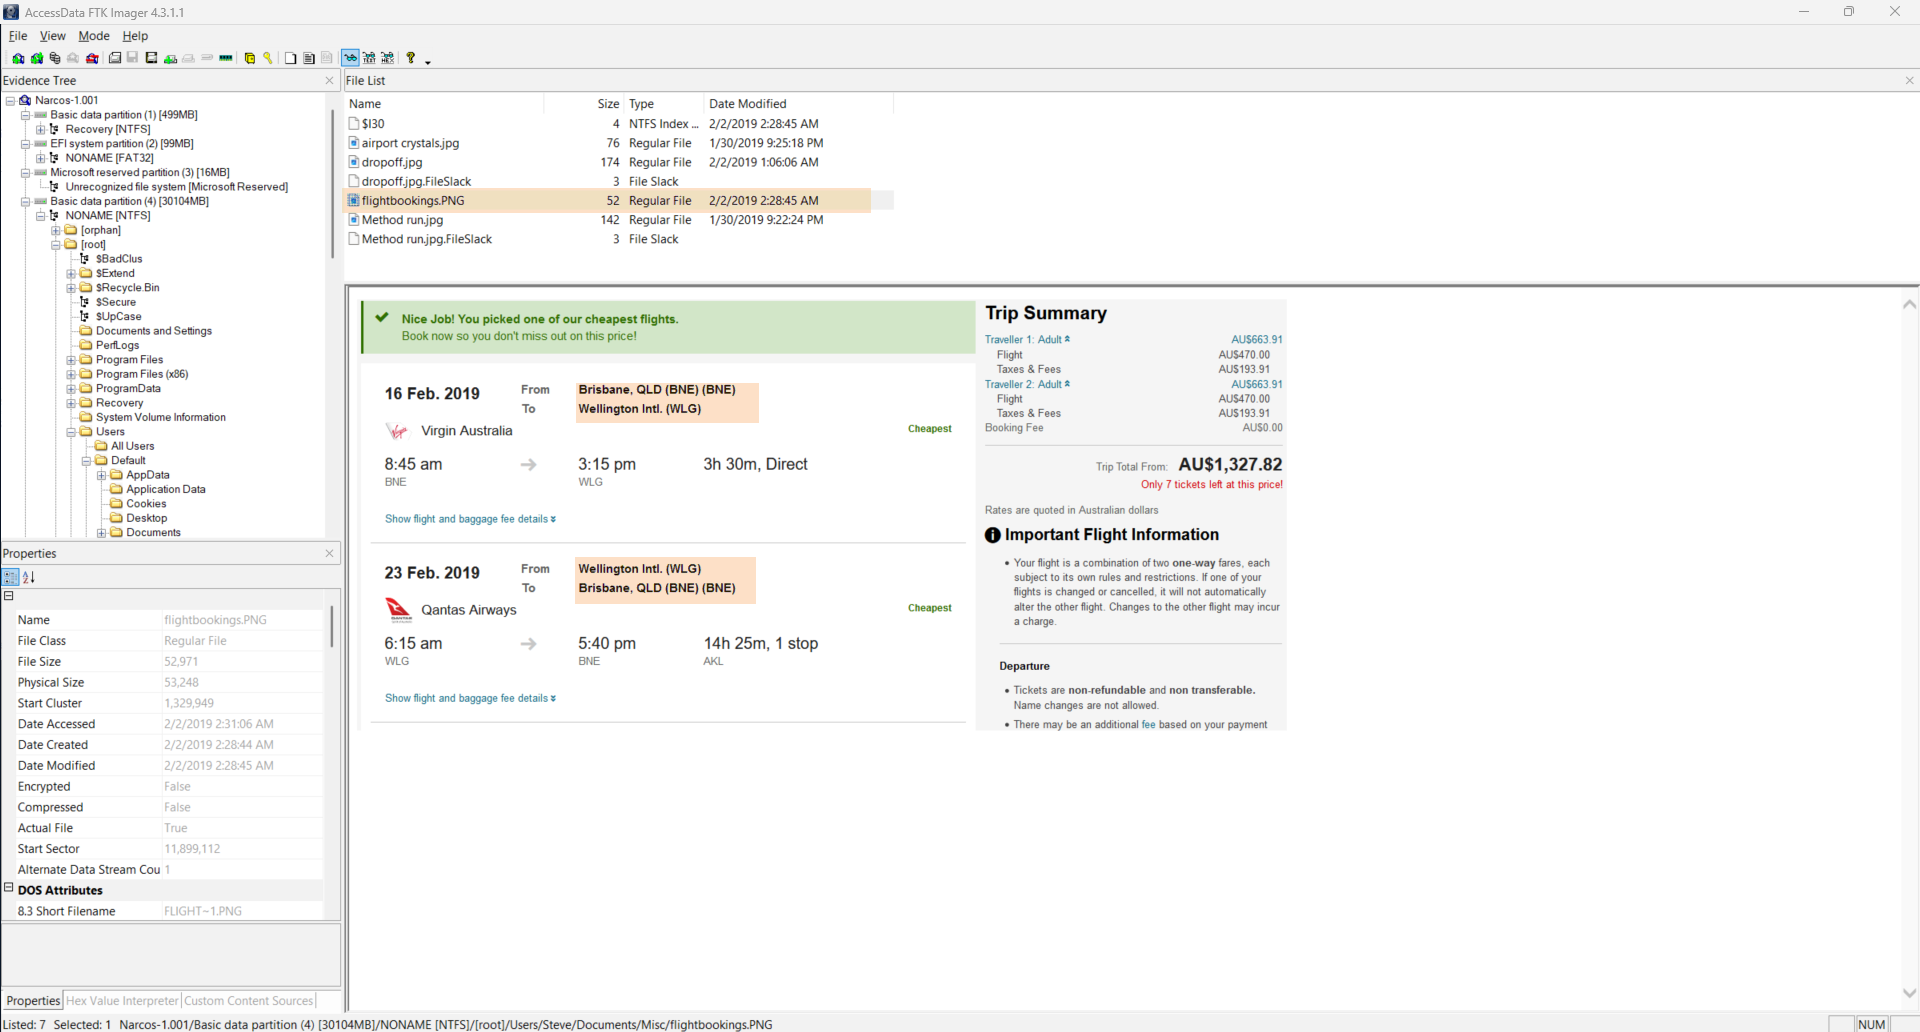 AccessData FTK Imager 4.3.1.1
File View Mode Help
Evidence Tree
Narcos-1.001
Basic data partition (1) [499MB]
Recovery [NTFS]
EFI system partition (2) [99MB]
NONAME [FAT32]
Microsoft reserved partition (3) [16MB]
Unrecognized file system [Microsoft Reserved]
Basic data partition (4) [30104MB]
NONAME [NTFS]
[orphan]
[root]
$BadClus
$Extend
$Recycle.Bin
$Secure
$UpCase
Documents and Settings
PerfLogs
Program Files
Program Files (x86)
ProgramData
Recovery
System Volume Information
Users
All Users
Default
AppData
Application Data
Cookies
Desktop
Documents
Properties
Name flightbookings.PNG
File Class Regular File
File Size 52,971
Physical Size 53,248
Start Cluster 1,329,949
Date Accessed 2/2/2019 2:31:06 AM
Date Created 2/2/2019 2:28:44 AM
Date Modified 2/2/2019 2:28:45 AM
Encrypted False
Compressed False
Actual File True
Start Sector 11,899,112
Alternate Data Stream Cou 1
DOS Attributes
8.3 Short Filename FLIGHT~1.PNG
Properties Hex Value Interpreter Custom Content Sources
File List
Name Size Type Date Modified
$I30 4 NTFS Index ... 2/2/2019 2:28:45 AM
airport crystals.jpg 76 Regular File 1/30/2019 9:25:18 PM
dropoff.jpg 174 Regular File 2/2/2019 1:06:06 AM
dropoff.jpg.FileSlack 3 File Slack
flightbookings.PNG 52 Regular File 2/2/2019 2:28:45 AM
Method run.jpg 142 Regular File 1/30/2019 9:22:24 PM
Method run.jpg.FileSlack 3 File Slack
Nice Job! You picked one of our cheapest flights.
Book now so you don't miss out on this price!
16 Feb. 2019 From Brisbane, QLD (BNE) (BNE)
To Wellington Intl. (WLG)
Virgin Australia Cheapest
8:45 am 3:15 pm 3h 30m, Direct
BNE WLG
Show flight and baggage fee details
23 Feb. 2019 From Wellington Intl. (WLG)
To Brisbane, QLD (BNE) (BNE)
Qantas Airways Cheapest
6:15 am 5:40 pm 14h 25m, 1 stop
WLG BNE AKL
Show flight and baggage fee details
Trip Summary
Traveller 1: Adult AU$663.91
Flight AU$470.00
Taxes & Fees AU$193.91
Traveller 2: Adult AU$663.91
Flight AU$470.00
Taxes & Fees AU$193.91
Booking Fee AU$0.00
Trip Total From: AU$1,327.82
Only 7 tickets left at this price!
Rates are quoted in Australian dollars
Important Flight Information
• Your flight is a combination of two one-way fares, each
subject to its own rules and restrictions. If one of your
flights is changed or cancelled, it will not automatically
alter the other flight. Changes to the other flight may incur
a charge.
Departure
• Tickets are non-refundable and non transferable.
Name changes are not allowed.
• There may be an additional fee based on your payment
Listed: 7 Selected: 1 Narcos-1.001/Basic data partition (4) [30104MB]/NONAME [NTFS]/[root]/Users/Steve/Documents/Misc/flightbookings.PNG
NUM